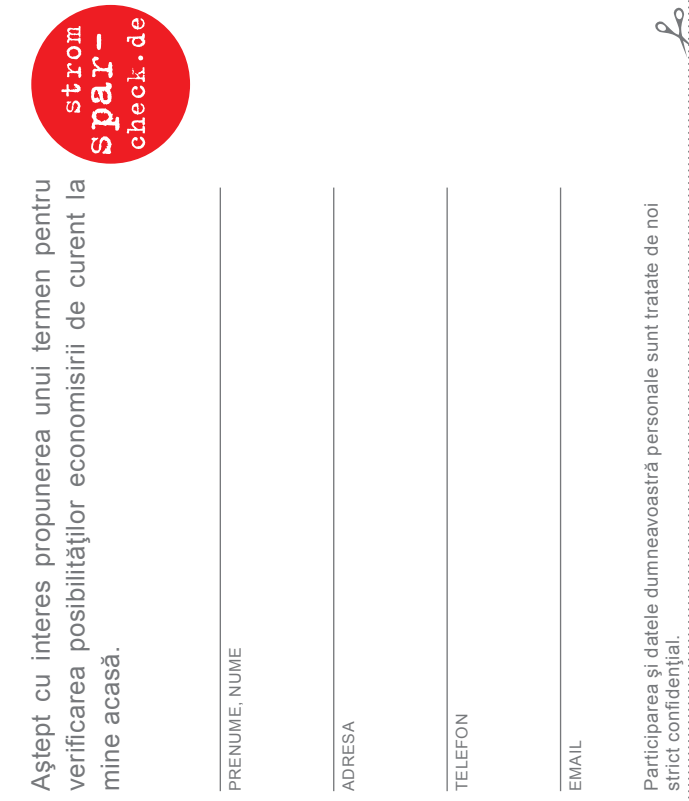 Aştept cu interes propunerea unui termen pentru
verificarea posibilităţilor economisirii de curent la
mine acasă.
strom
spar-
check.de
PRENUME, NUME
ADRESA
TELEFON
EMAIL
Participarea şi datele dumneavoastră personale sunt tratate de noi
strict confidenţial.